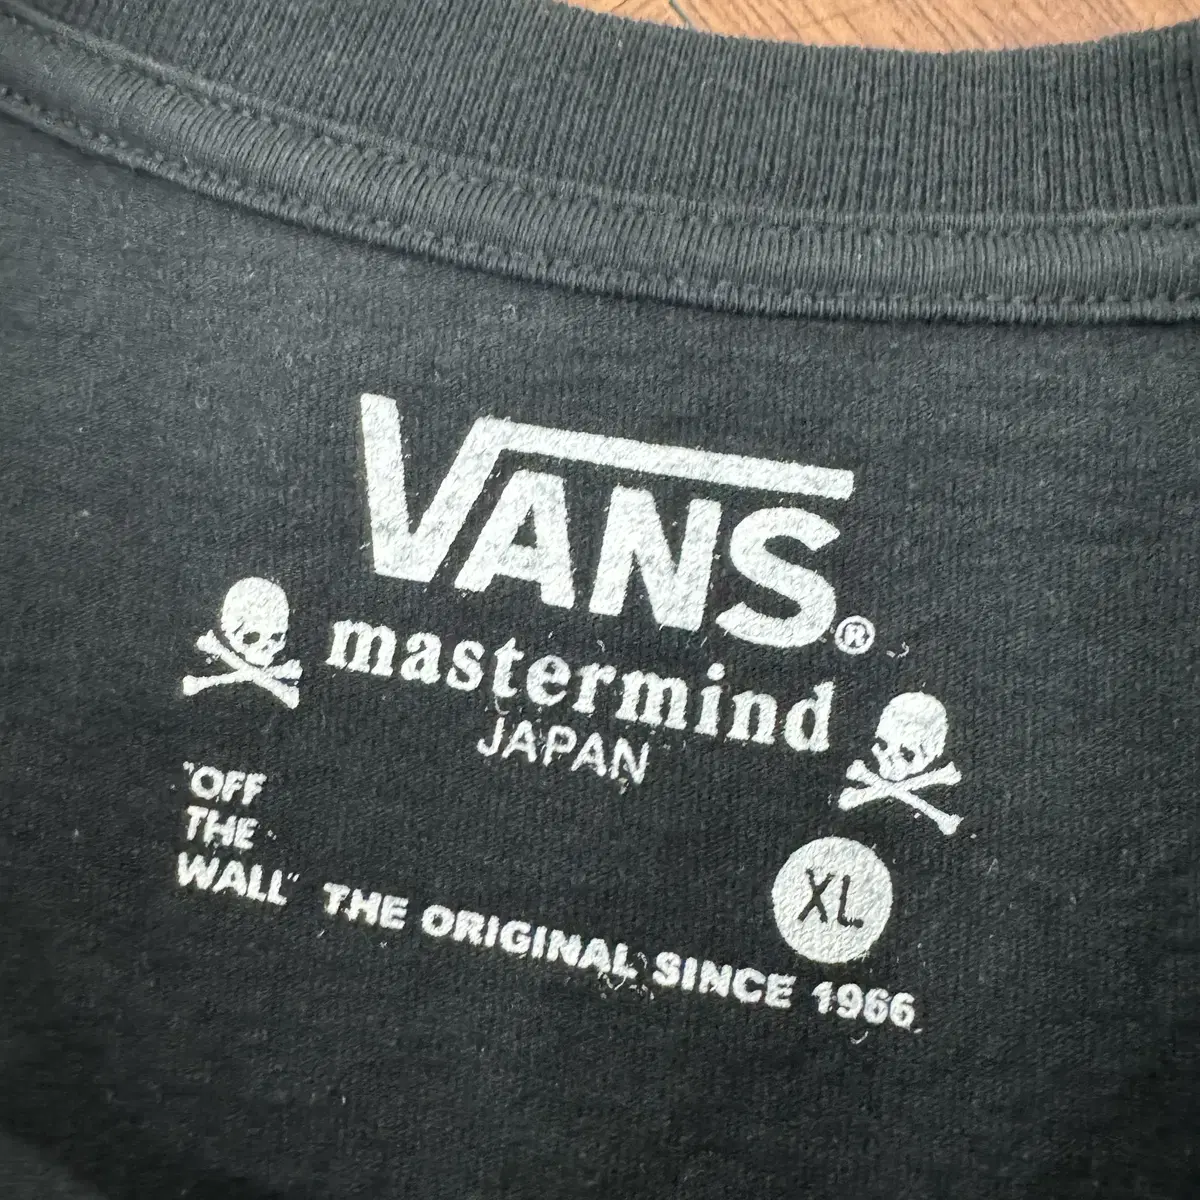 VANS®
mastermind
JAPAN
"OFF
THE
WALL" THE ORIGINAL SINCE 1966
XL